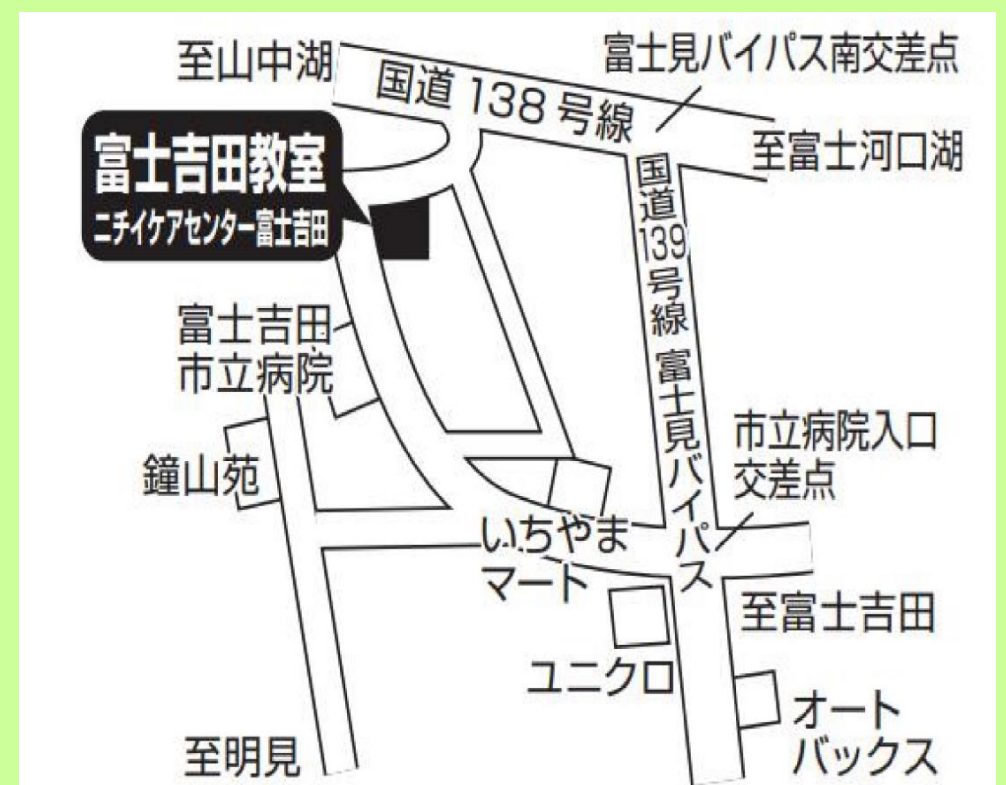 至山中湖
富士見バイパス南交差点
国道138号線
至富士河口湖
富士吉田教室
ニチイケアセンター富士吉田
国道139号線 富士見バイパス
富士吉田
市立病院
市立病院入口
交差点
鐘山苑
いちやま
マート
至富士吉田
ユニクロ
オート
バックス
至明見